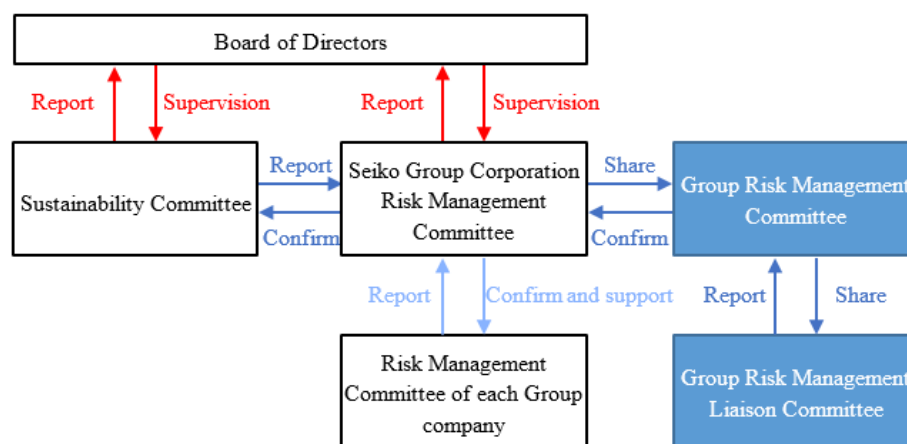 Board of Directors
Report
Supervision
Report
Supervision
Sustainability Committee
Report
Confirm
Seiko Group Corporation
Risk Management
Committee
Share
Confirm
Group Risk Management
Committee
Report
Confirm and support
Report
Share
Risk Management
Committee of each Group
company
Group Risk Management
Liaison Committee